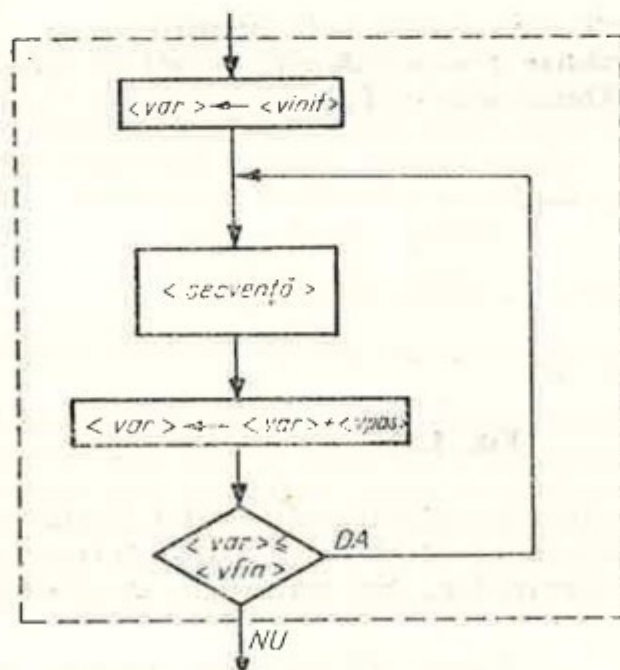 <var> ← <vinit>
<secvență>
<var> ← <var>+<vpas>
<var> ≤
<vfin>
DA
NU